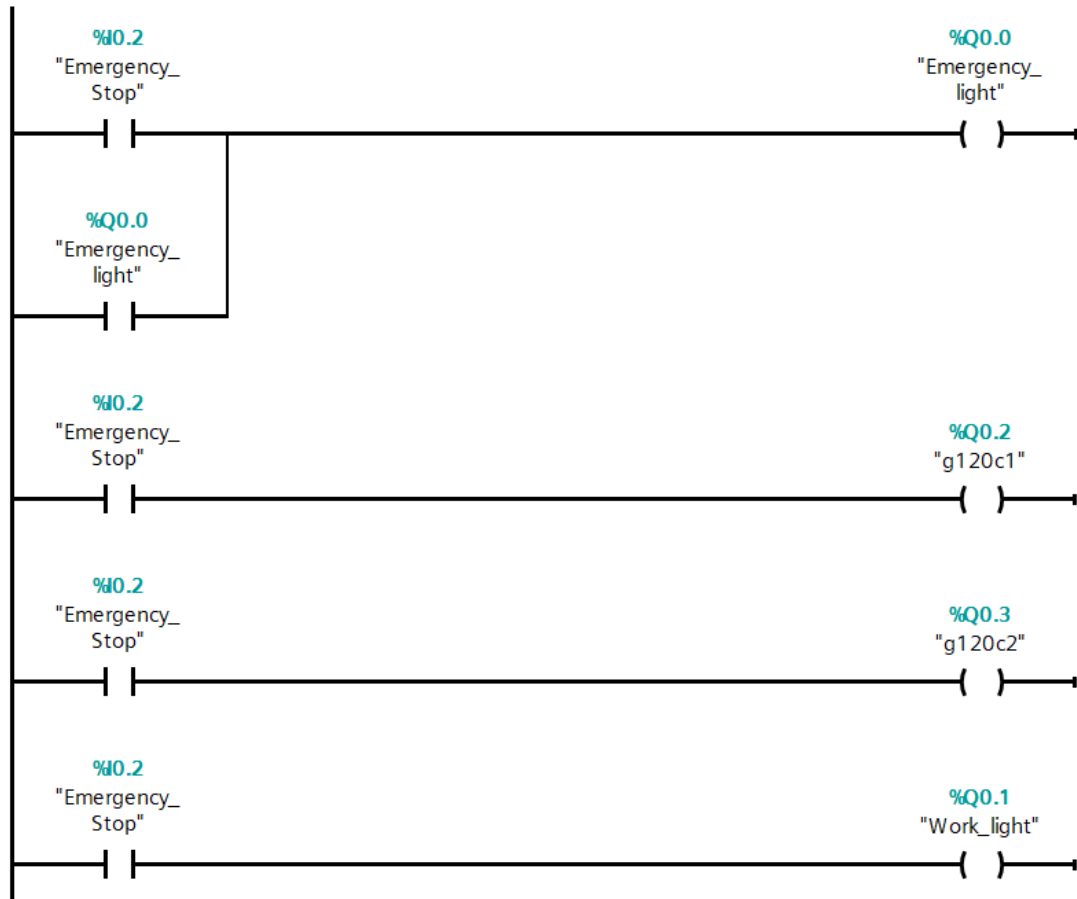 %I0.2
"Emergency_
Stop"
%Q0.0
"Emergency_
light"
%Q0.0
"Emergency_
light"
%I0.2
"Emergency_
Stop"
%Q0.2
"g120c1"
%I0.2
"Emergency_
Stop"
%Q0.3
"g120c2"
%I0.2
"Emergency_
Stop"
%Q0.1
"Work_light"